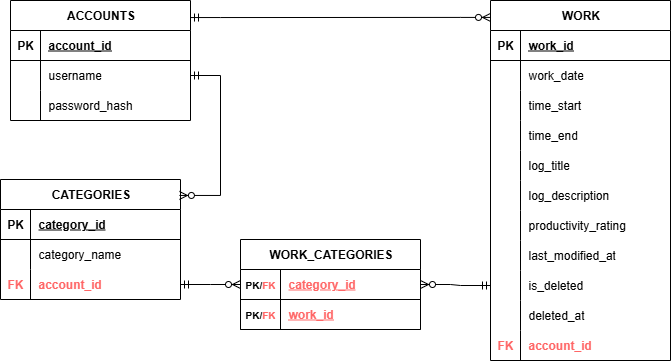 ACCOUNTS
PK account_id
username
password_hash
WORK
PK work_id
work_date
time_start
time_end
log_title
log_description
productivity_rating
last_modified_at
is_deleted
deleted_at
FK account_id
CATEGORIES
PK category_id
category_name
FK account_id
WORK_CATEGORIES
PK/FK category_id
PK/FK work_id